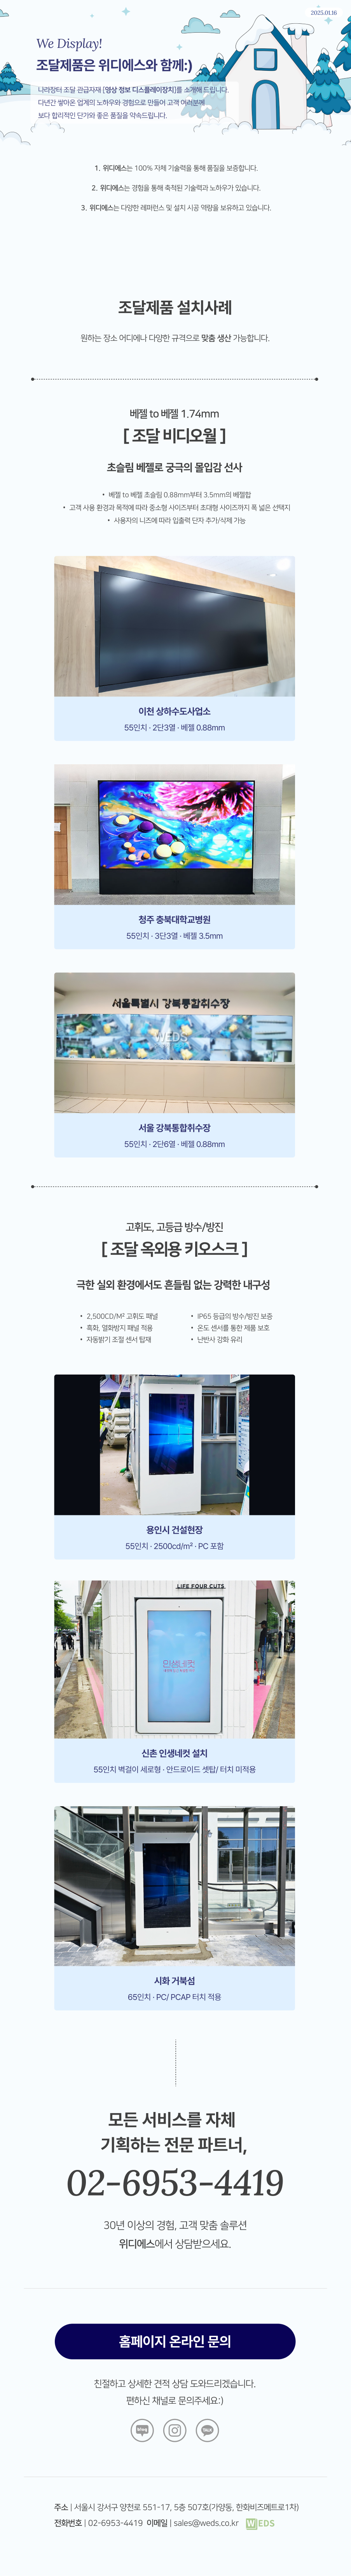 2025.01.16
We Display!
조달제품은 위디에스와 함께:)
나라장터 조달 관급자재 [영상 정보 디스플레이장치]를 소개해 드립니다.
다년간 쌓아온 업계의 노하우와 경험으로 만들어 고객 여러분께
보다 합리적인 단가와 좋은 품질을 약속드립니다.
1. 위디에스는 100% 자체 기술력을 통해 품질을 보증합니다.
2. 위디에스는 경험을 통해 축적된 기술력과 노하우가 있습니다.
3. 위디에스는 다양한 레퍼런스 및 설치 시공 역량을 보유하고 있습니다.
조달제품 설치사례
원하는 장소 어디에나 다양한 규격으로 맞춤 생산 가능합니다.
베젤 to 베젤 1.74mm
[ 조달 비디오월 ]
초슬림 베젤로 궁극의 몰입감 선사
• 베젤 to 베젤 초슬림 0.88mm부터 3.5mm의 베젤합
• 고객 사용 환경과 목적에 따라 중소형 사이즈부터 초대형 사이즈까지 폭 넓은 선택지
• 사용자의 니즈에 따라 입출력 단자 추가/삭제 가능
이천 상하수도사업소
55인치 · 2단3열 · 베젤 0.88mm
청주 충북대학교병원
55인치 · 3단3열 · 베젤 3.5mm
서울특별시 강북통합취수장
WEDS
서울 강북통합취수장
55인치 · 2단6열 · 베젤 0.88mm
고휘도, 고등급 방수/방진
[ 조달 옥외용 키오스크 ]
극한 실외 환경에서도 흔들림 없는 강력한 내구성
• 2,500CD/M² 고휘도 패널
• 흑화, 열화방지 패널 적용
• 자동밝기 조절 센서 탑재
• IP65 등급의 방수/방진 보증
• 온도 센서를 통한 제품 보호
• 난반사 강화 유리
용인시 건설현장
55인치 · 2500cd/m² · PC 포함
LIFE FOUR CUTS
인생네컷
신촌 인생네컷 설치
55인치 벽걸이 세로형 · 안드로이드 셋탑/ 터치 미적용
시화 거북섬
65인치 · PC/ PCAP 터치 적용
모든 서비스를 자체
기획하는 전문 파트너,
02-6953-4419
30년 이상의 경험, 고객 맞춤 솔루션
위디에스에서 상담받으세요.
홈페이지 온라인 문의
친절하고 상세한 견적 상담 도와드리겠습니다.
편하신 채널로 문의주세요:)
blog
TALK
주소 | 서울시 강서구 양천로 551-17, 5층 507호(가양동, 한화비즈메트로1차)
전화번호 | 02-6953-4419 이메일 | sales@weds.co.kr WEDS